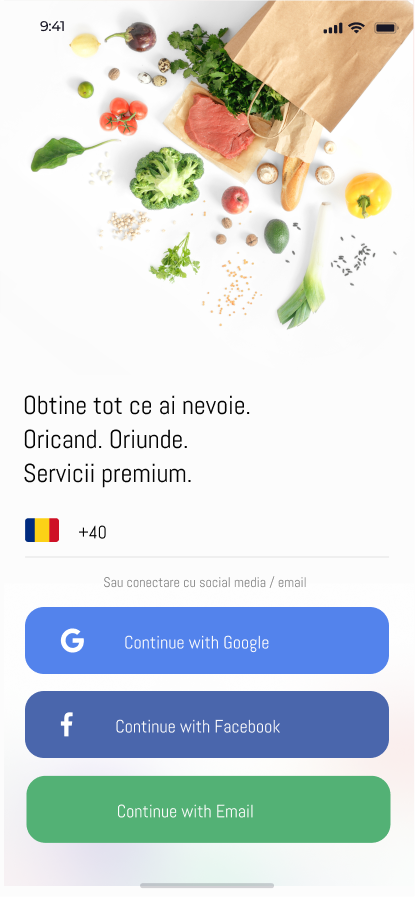 9:41
Obtine tot ce ai nevoie.
Oricand. Oriunde.
Servicii premium.
+40
Sau conectare cu social media / email
Continue with Google
Continue with Facebook
Continue with Email